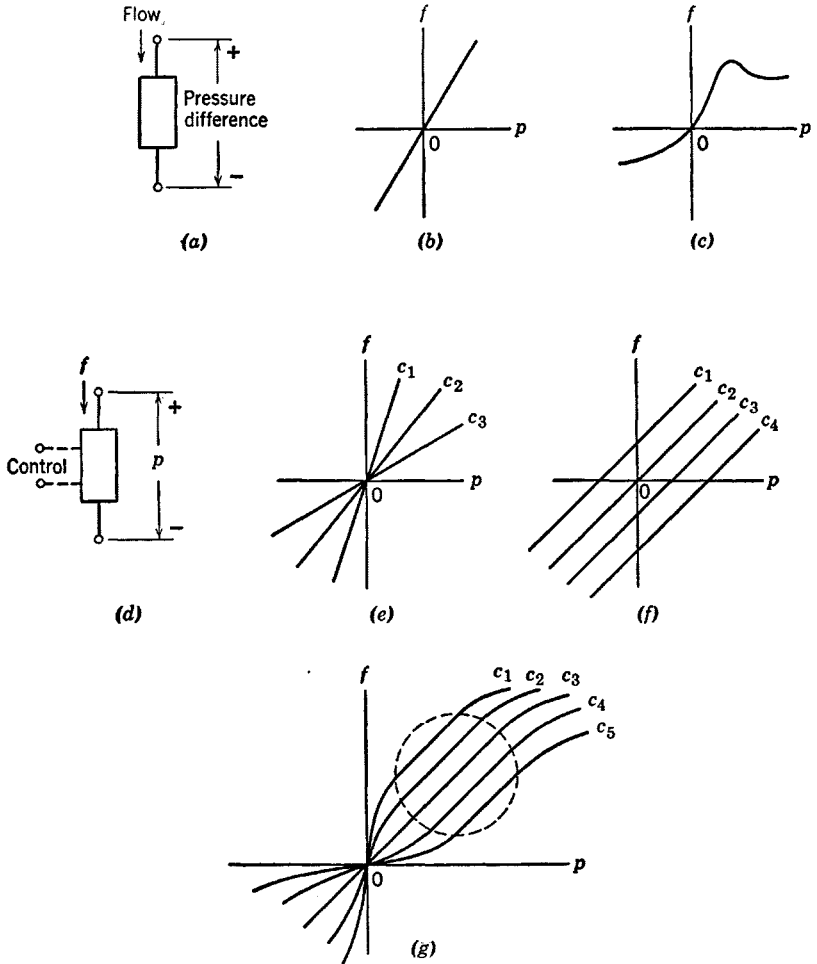 Flow
+
Pressure
difference
−
(a)
f
p
0
(b)
f
p
0
(c)
f
+
Control
p
−
(d)
f
c1
c2
c3
p
0
(e)
f
c1
c2
c3
c4
p
0
(f)
f
c1 c2 c3
c4
c5
p
0
(g)